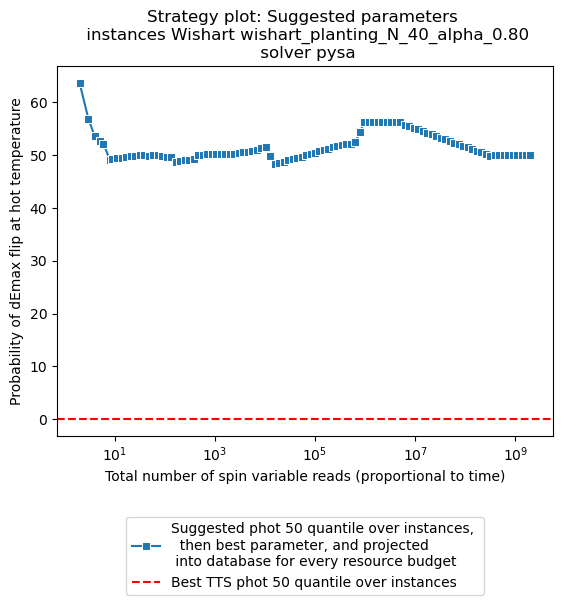 Strategy plot: Suggested parameters
instances Wishart wishart_planting_N_40_alpha_0.80
solver pysa
Probability of dEmax flip at hot temperature
60
50
40
30
20
10
0
10^1 10^3 10^5 10^7 10^9
Total number of spin variable reads (proportional to time)
Suggested phot 50 quantile over instances,
then best parameter, and projected
into database for every resource budget
Best TTS phot 50 quantile over instances